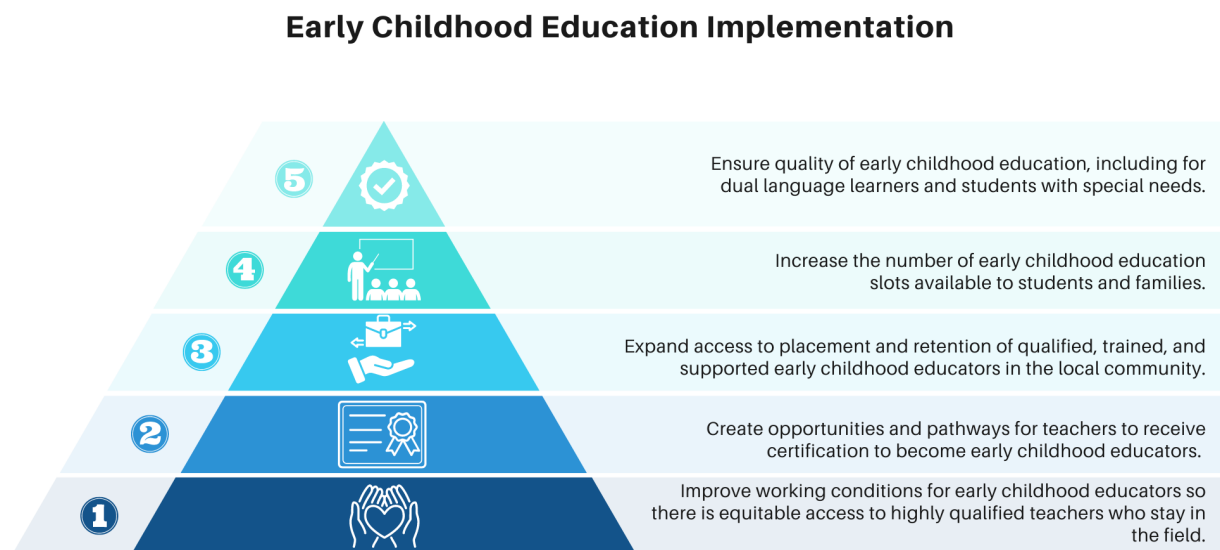 Early Childhood Education Implementation
5
Ensure quality of early childhood education, including for
dual language learners and students with special needs.
4
Increase the number of early childhood education
slots available to students and families.
3
Expand access to placement and retention of qualified, trained, and
supported early childhood educators in the local community.
2
Create opportunities and pathways for teachers to receive
certification to become early childhood educators.
1
Improve working conditions for early childhood educators so
there is equitable access to highly qualified teachers who stay in
the field.